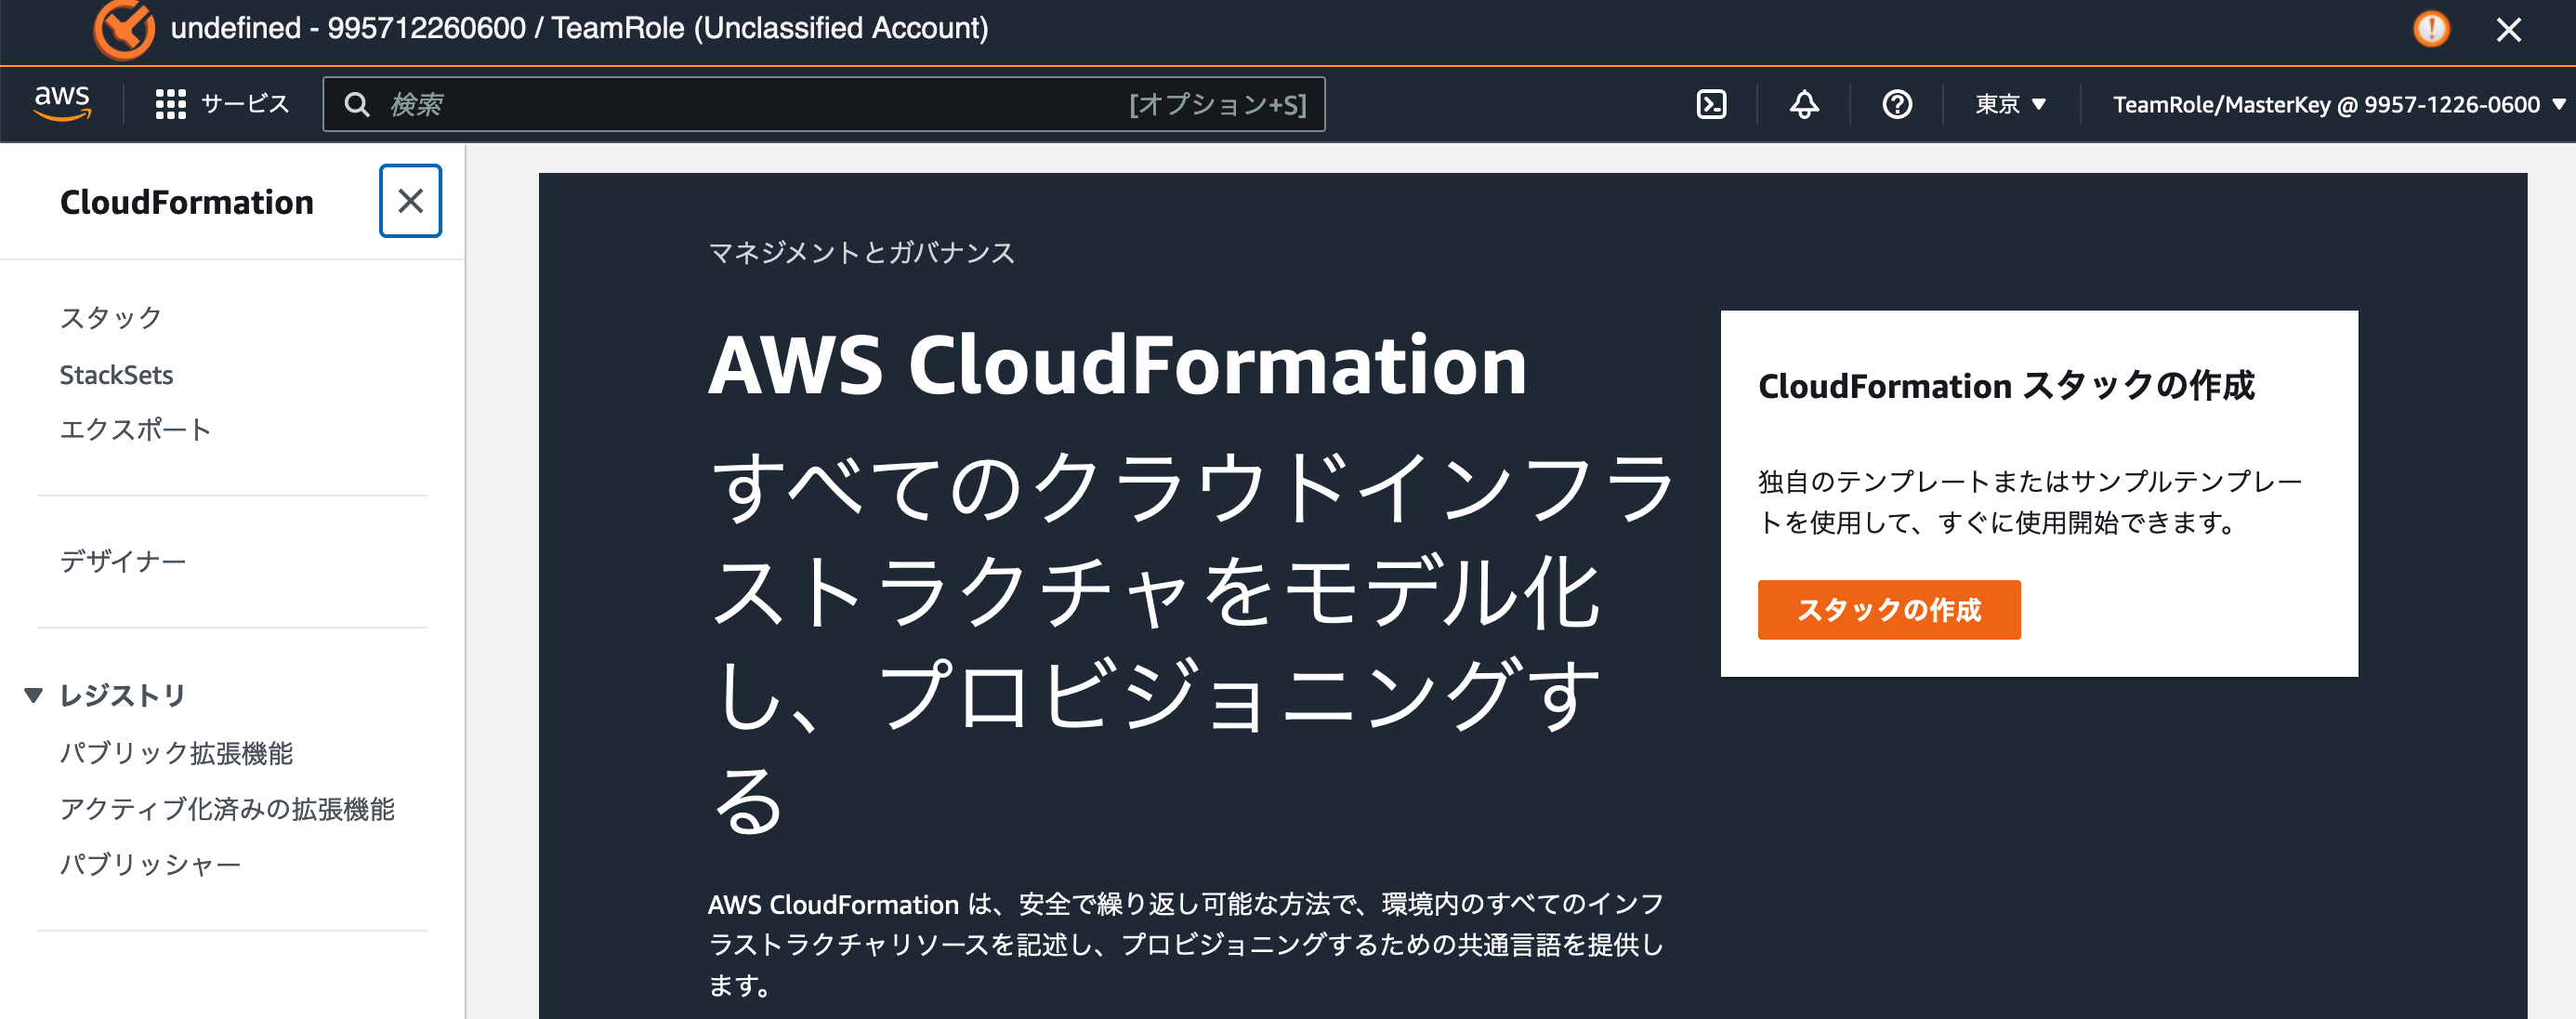 undefined - 995712260600 / TeamRole (Unclassified Account)
aws
サービス
検索
[オプション+S]
東京
TeamRole/MasterKey @ 9957-1226-0600
CloudFormation
スタック
StackSets
エクスポート
デザイナー
レジストリ
パブリック拡張機能
アクティブ化済みの拡張機能
パブリッシャー
マネジメントとガバナンス
AWS CloudFormation
すべてのクラウドインフラ
ストラクチャをモデル化
し、プロビジョニングす
る
AWS CloudFormation は、安全で繰り返し可能な方法で、環境内のすべてのインフ
ラストラクチャリソースを記述し、プロビジョニングするための共通言語を提供し
ます。
CloudFormation スタックの作成
独自のテンプレートまたはサンプルテンプレー
トを使用して、すぐに使用開始できます。
スタックの作成